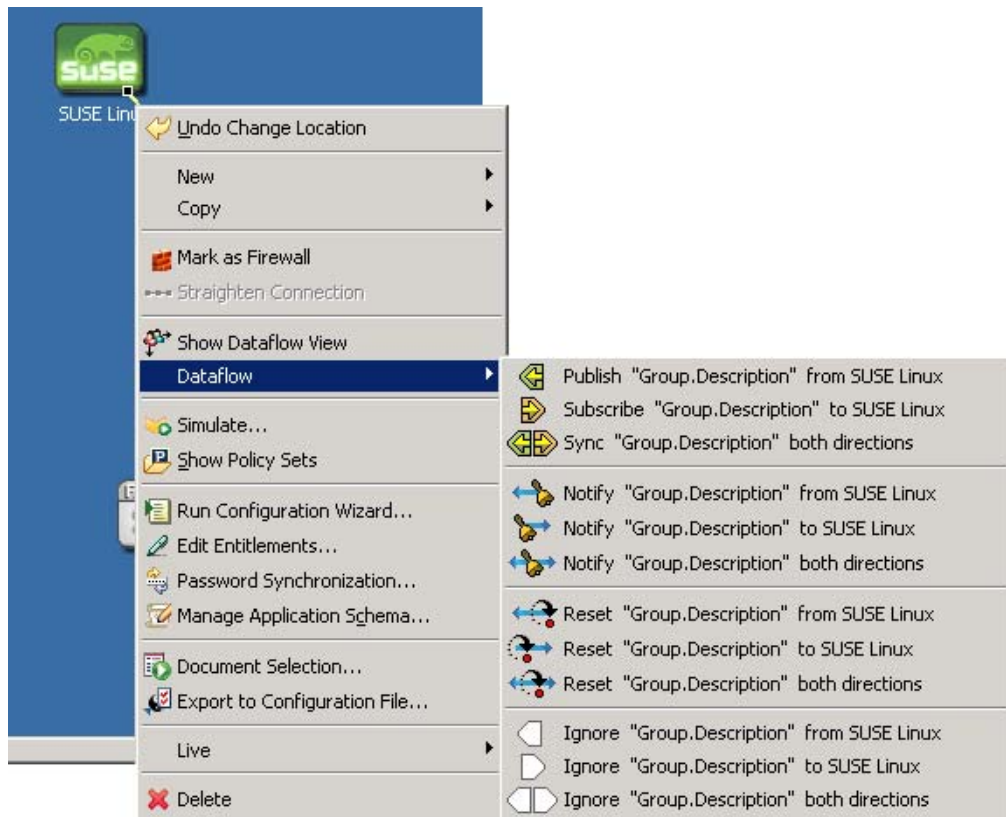 SUSE
SUSE Linu
Undo Change Location
New
Copy
Mark as Firewall
Straighten Connection
Show Dataflow View
Dataflow
Simulate...
Show Policy Sets
Run Configuration Wizard...
Edit Entitlements...
Password Synchronization...
Manage Application Schema...
Document Selection...
Export to Configuration File...
Live
Delete
Publish "Group.Description" from SUSE Linux
Subscribe "Group.Description" to SUSE Linux
Sync "Group.Description" both directions
Notify "Group.Description" from SUSE Linux
Notify "Group.Description" to SUSE Linux
Notify "Group.Description" both directions
Reset "Group.Description" from SUSE Linux
Reset "Group.Description" to SUSE Linux
Reset "Group.Description" both directions
Ignore "Group.Description" from SUSE Linux
Ignore "Group.Description" to SUSE Linux
Ignore "Group.Description" both directions